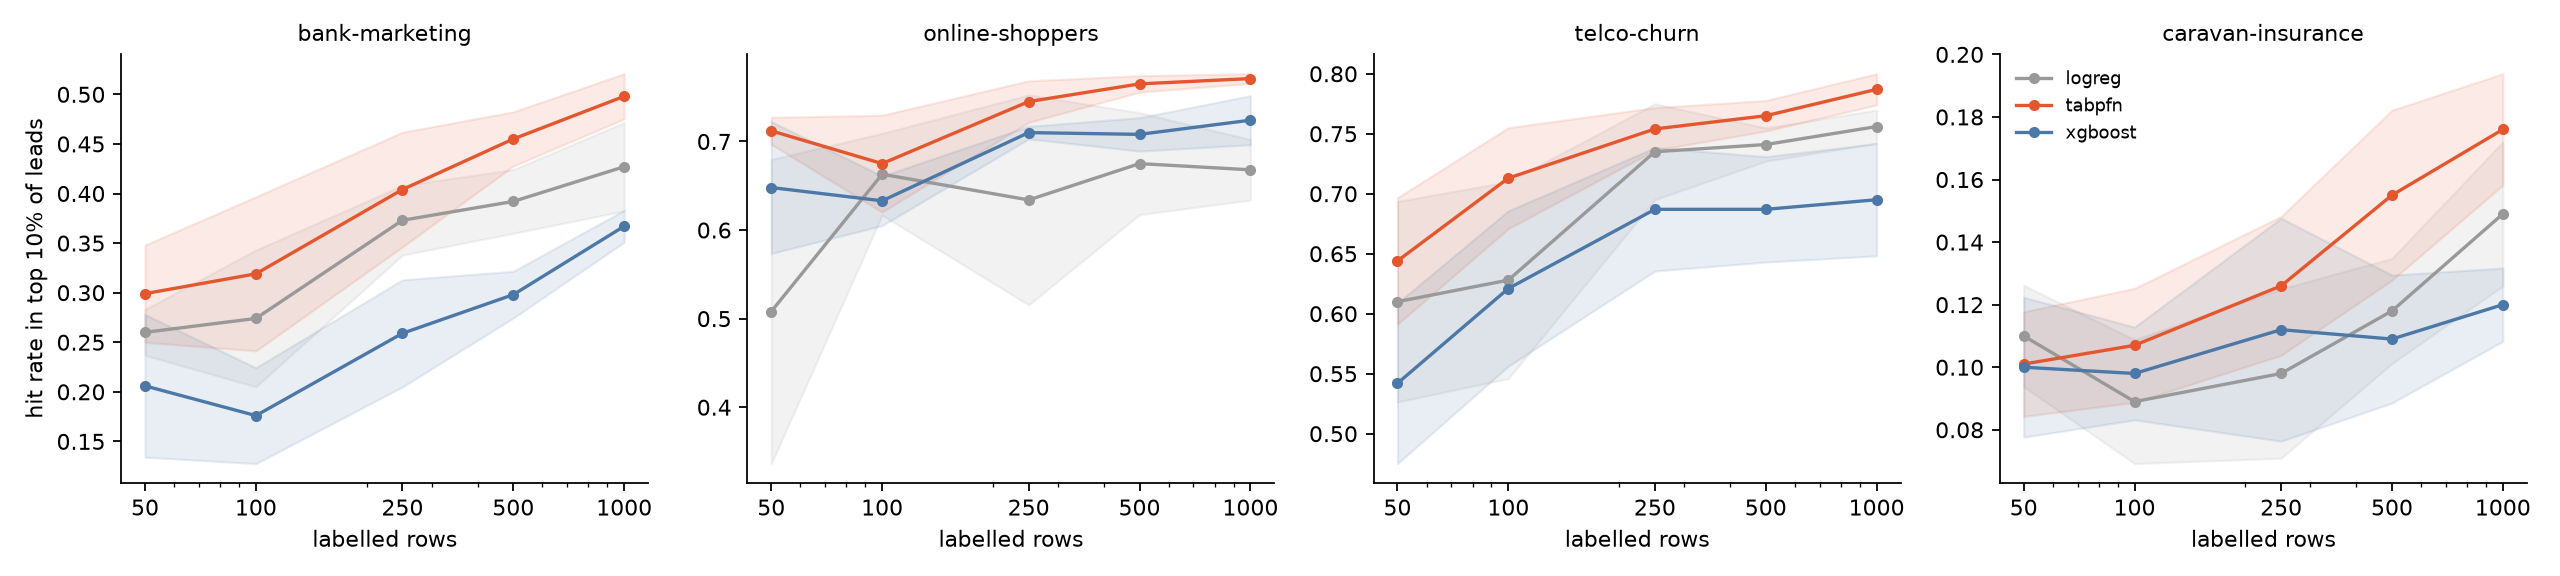 bank-marketing
hit rate in top 10% of leads
0.50
0.45
0.40
0.35
0.30
0.25
0.20
0.15
50 100 250 500 1000
labelled rows
online-shoppers
0.7
0.6
0.5
0.4
50 100 250 500 1000
labelled rows
telco-churn
0.80
0.75
0.70
0.65
0.60
0.55
0.50
50 100 250 500 1000
labelled rows
caravan-insurance
0.20
0.18
0.16
0.14
0.12
0.10
0.08
logreg
tabpfn
xgboost
50 100 250 500 1000
labelled rows